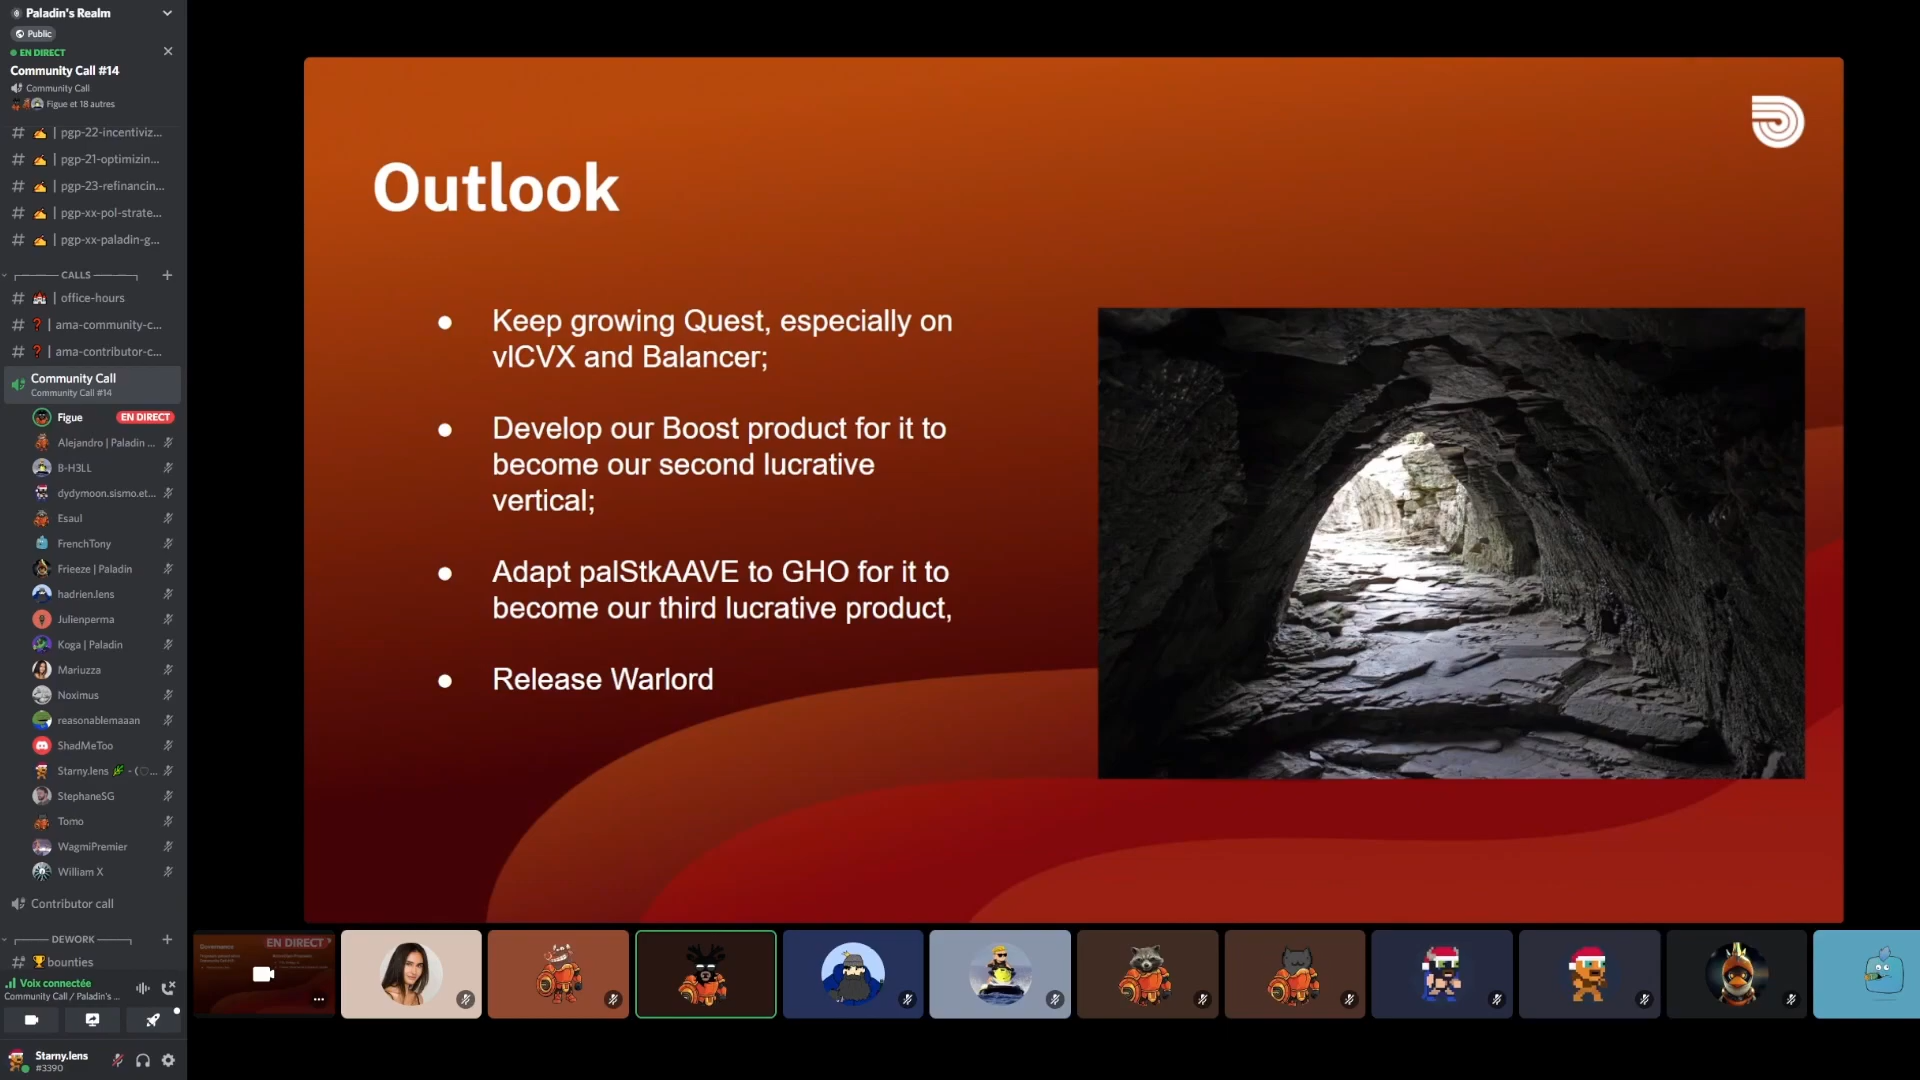 Paladin's Realm
Public
EN DIRECT
Community Call #14
Community Call
Figue et 18 autres
# | pgp-22-incentiviz...
# | pgp-21-optimizin...
# | pgp-23-refinancin...
# | pgp-xx-pol-strate...
# | pgp-xx-paladin-g...
CALLS
# | office-hours
# | ama-community-c...
# | ama-contributor-c...
Community Call
Community Call #14
Figue EN DIRECT
Alejandro | Paladin ...
B-H3LL
dydymoon.sismo.et...
Esaul
FrenchTony
Frieeze | Paladin
hadrien.lens
Julienperma
Koga | Paladin
Mariuzza
Noximus
reasonablemaaan
ShadMeToo
Starny.lens
StephaneSG
Tomo
WagmiPremier
William X
Contributor call
DEWORK
# bounties
Voix connectée
Community Call / Paladin's ...
Starny.lens
#3390
Outlook
● Keep growing Quest, especially on
vlCVX and Balancer;
● Develop our Boost product for it to
become our second lucrative
vertical;
● Adapt palStkAAVE to GHO for it to
become our third lucrative product,
● Release Warlord
EN DIRECT